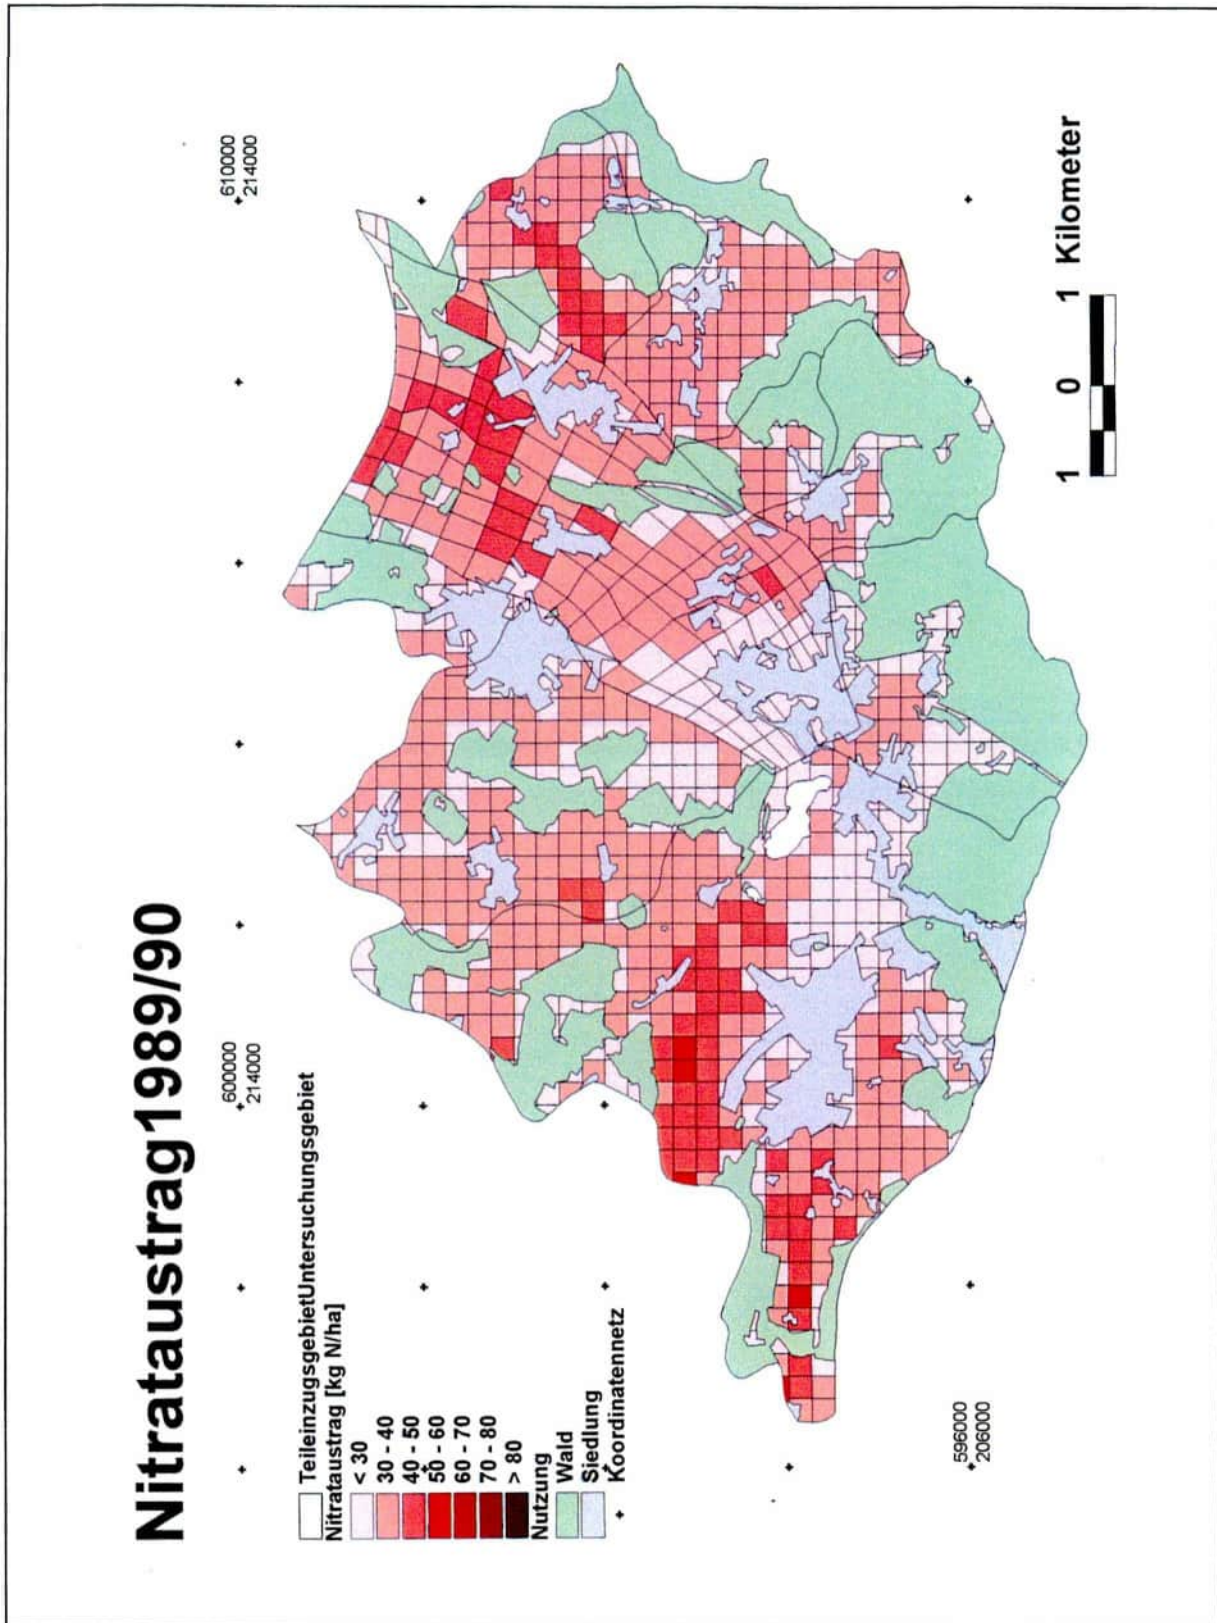 Nitrataustrag1989/90
600000
214000
610000
214000
TeileinzugsgebietUntersuchungsgebiet
Nitrataustrag [kg N/ha]
< 30
30 - 40
40 - 50
50 - 60
60 - 70
70 - 80
> 80
Nutzung
Wald
Siedlung
Koordinatennetz
596000
206000
1 0 1 Kilometer